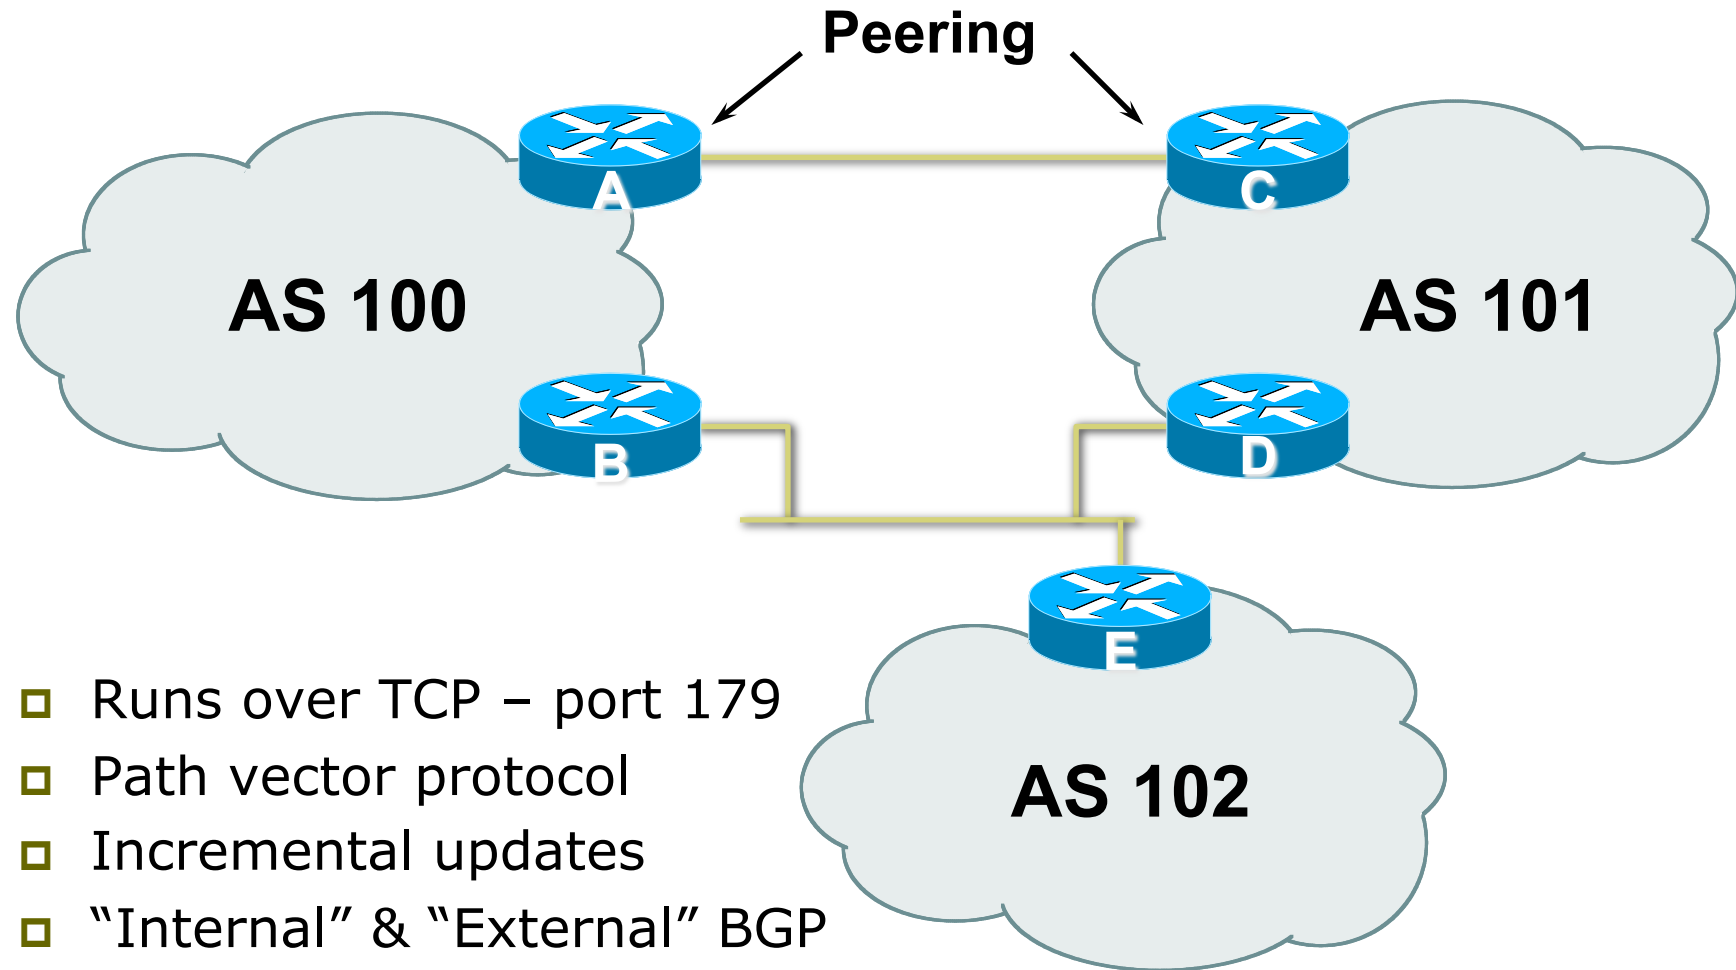 Peering
A
C
AS 100
AS 101
B
D
E
AS 102
Runs over TCP – port 179
Path vector protocol
Incremental updates
“Internal” & “External” BGP